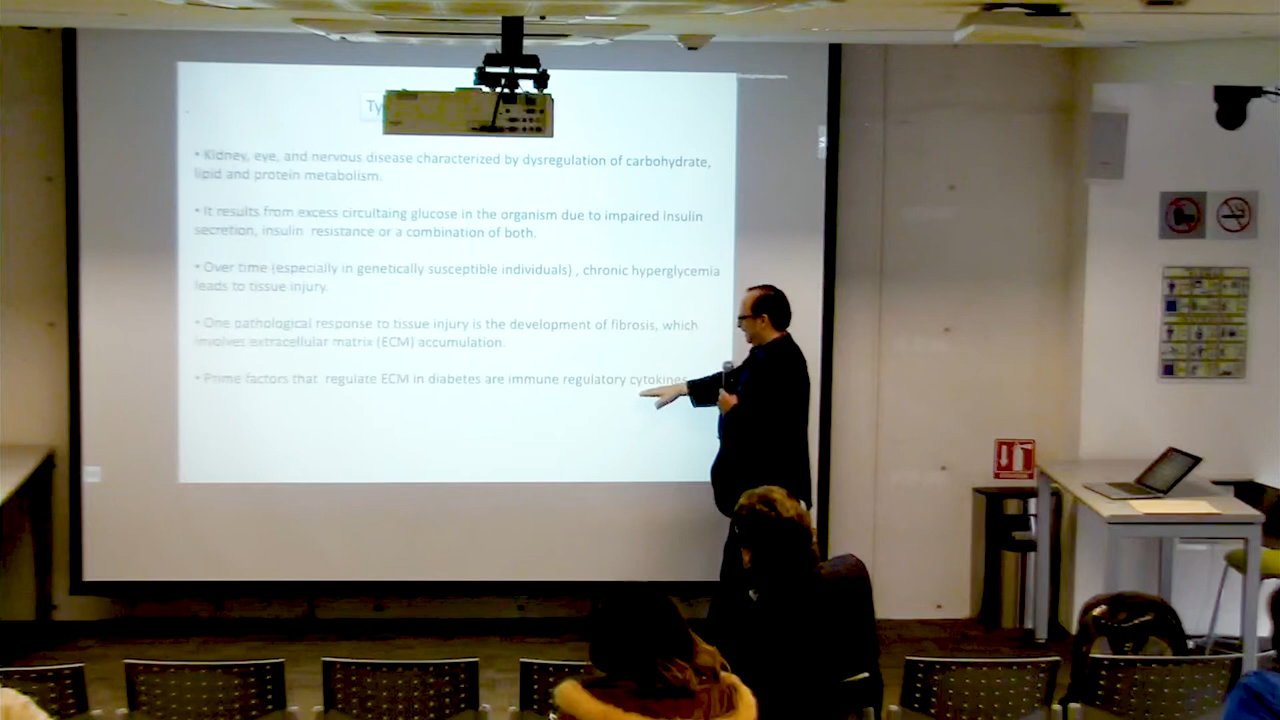 Ty
• Kidney, eye, and nervous disease characterized by dysregulation of carbohydrate,
lipid and protein metabolism.
• It results from excess circultaing glucose in the organism due to impaired insulin
secretion, insulin resistance or a combination of both.
• Over time (especially in genetically susceptible individuals) , chronic hyperglycemia
leads to tissue injury.
• One pathological response to tissue injury is the development of fibrosis, which
involves extracellular matrix (ECM) accumulation.
• Prime factors that regulate ECM in diabetes are immune regulatory cytokines